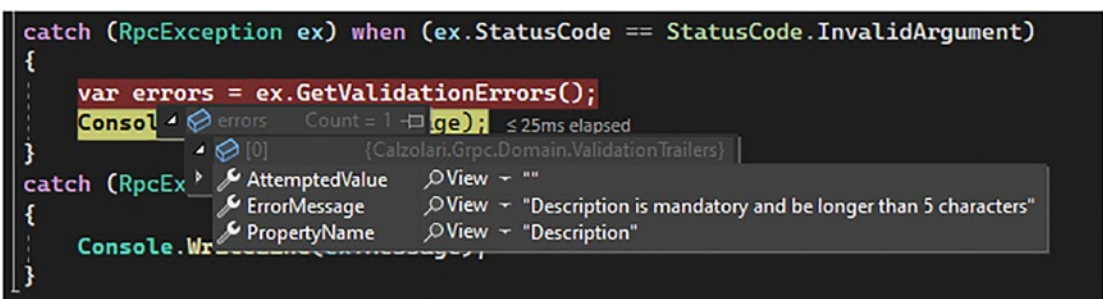 catch (RpcException ex) when (ex.StatusCode == StatusCode.InvalidArgument)
{
var errors = ex.GetValidationErrors();
Consol errors Count = 1 ge); ≤ 25ms elapsed
} [0] {Calzolari.Grpc.Domain.ValidationTrailers}
catch (RpcEx AttemptedValue View ""
{ ErrorMessage View "Description is mandatory and be longer than 5 characters"
PropertyName View "Description"
Console.
}